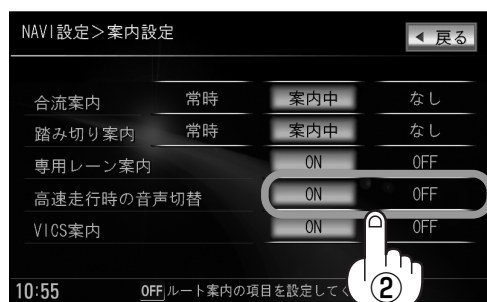 NAVI設定>案内設定
◀ 戻る
合流案内 常時 案内中 なし
踏み切り案内 常時 案内中 なし
専用レーン案内 ON OFF
高速走行時の音声切替 ON OFF
VICS案内 ON OFF
②
10:55 OFF ルート案内の項目を設定して